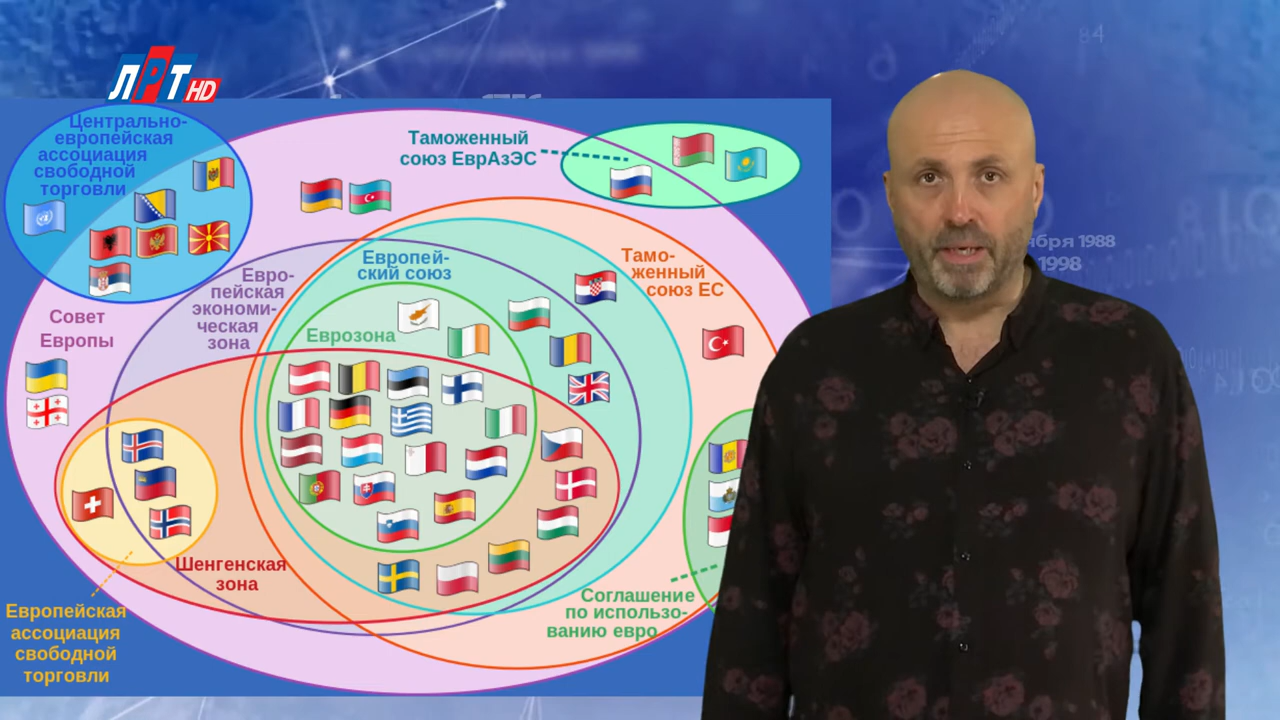 ЛРТ HD
Центрально-
европейская
ассоциация
свободной
торговли
Таможенный
союз ЕврАзЭС
Европей-
ский союз
Тамо-
женный
союз ЕС
Евро-
пейская
экономи-
ческая
зона
Еврозона
Совет
Европы
Шенгенская
зона
Европейская
ассоциация
свободной
торговли
Соглашение
по использо-
ванию евро
ября 1988
1998
84